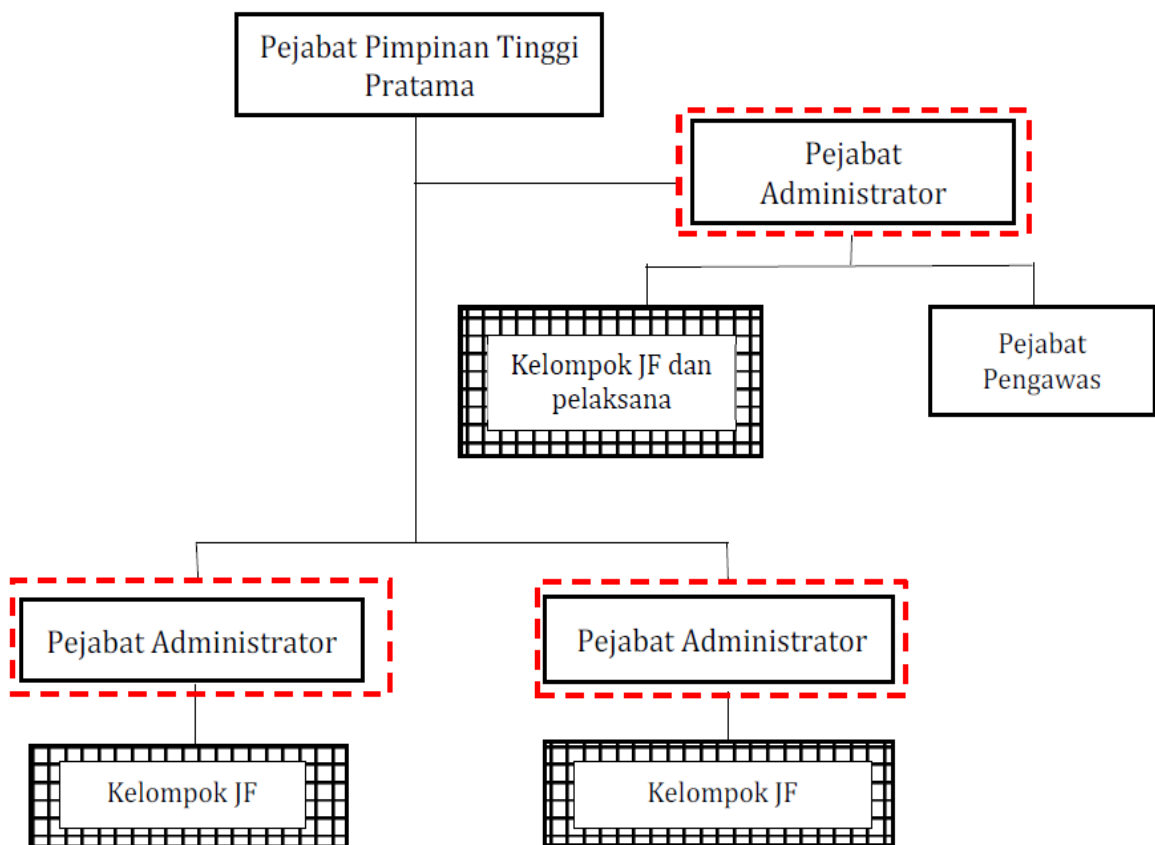 Pejabat Pimpinan Tinggi
Pratama
Pejabat
Administrator
Kelompok JF dan
pelaksana
Pejabat
Pengawas
Pejabat Administrator
Pejabat Administrator
Kelompok JF
Kelompok JF